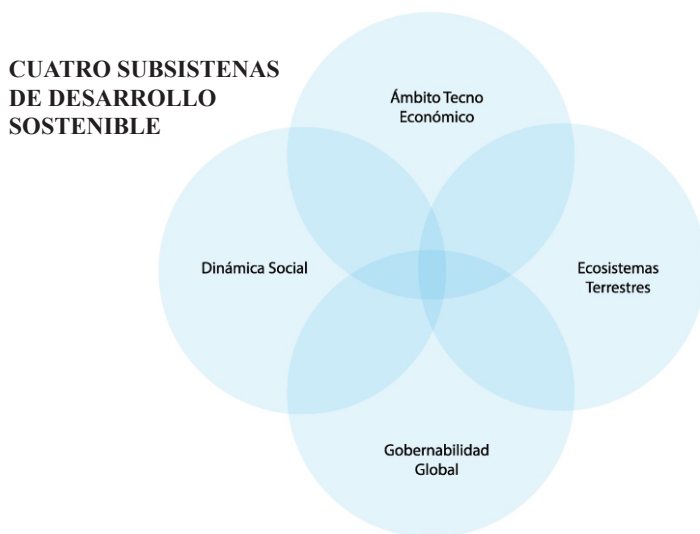 CUATRO SUBSISTENAS
DE DESARROLLO
SOSTENIBLE
Ámbito Tecno
Económico
Dinámica Social
Ecosistemas
Terrestres
Gobernabilidad
Global